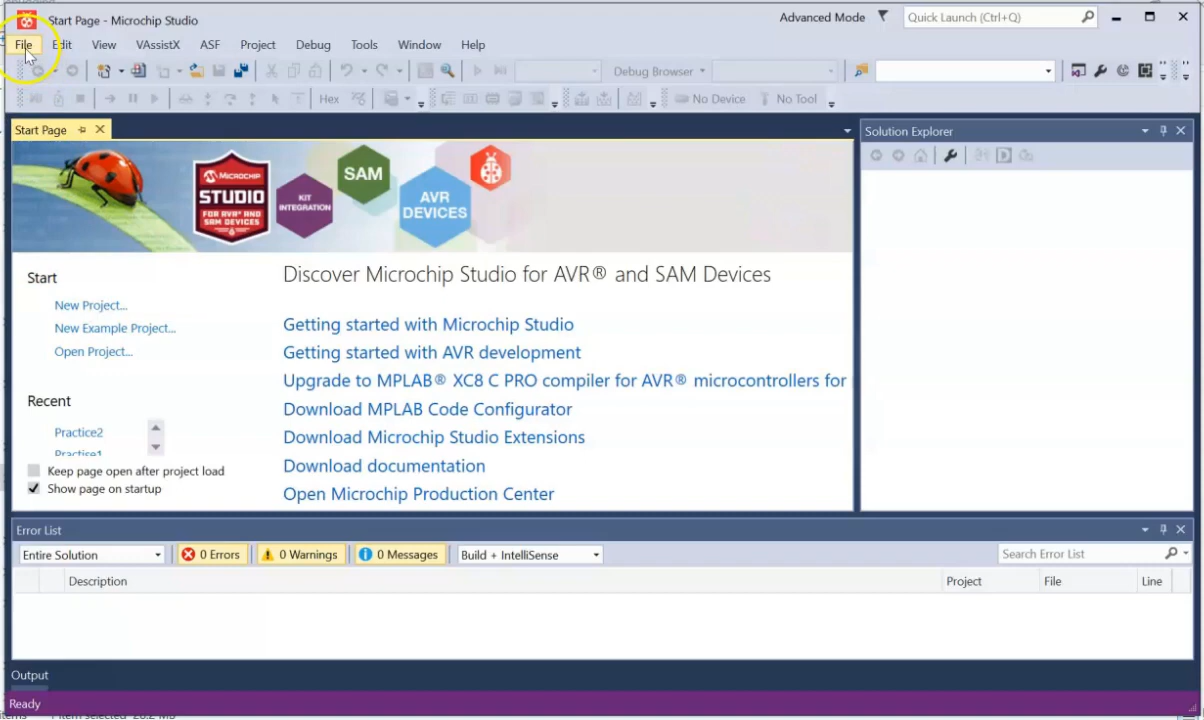 Start Page - Microchip Studio
Advanced Mode
Quick Launch (Ctrl+Q)
File Edit View VAssistX ASF Project Debug Tools Window Help
Debug Browser
Hex
No Device
No Tool
Start Page
MICROCHIP
STUDIO
FOR AVR® AND
SAM DEVICES
KIT
INTEGRATION
SAM
AVR
DEVICES
Start
New Project...
New Example Project...
Open Project...
Recent
Practice2
Practise1
Keep page open after project load
Show page on startup
Discover Microchip Studio for AVR® and SAM Devices
Getting started with Microchip Studio
Getting started with AVR development
Upgrade to MPLAB® XC8 C PRO compiler for AVR® microcontrollers for
Download MPLAB Code Configurator
Download Microchip Studio Extensions
Download documentation
Open Microchip Production Center
Solution Explorer
Error List
Entire Solution
0 Errors
0 Warnings
0 Messages
Build + IntelliSense
Search Error List
Description Project File Line
Output
Ready